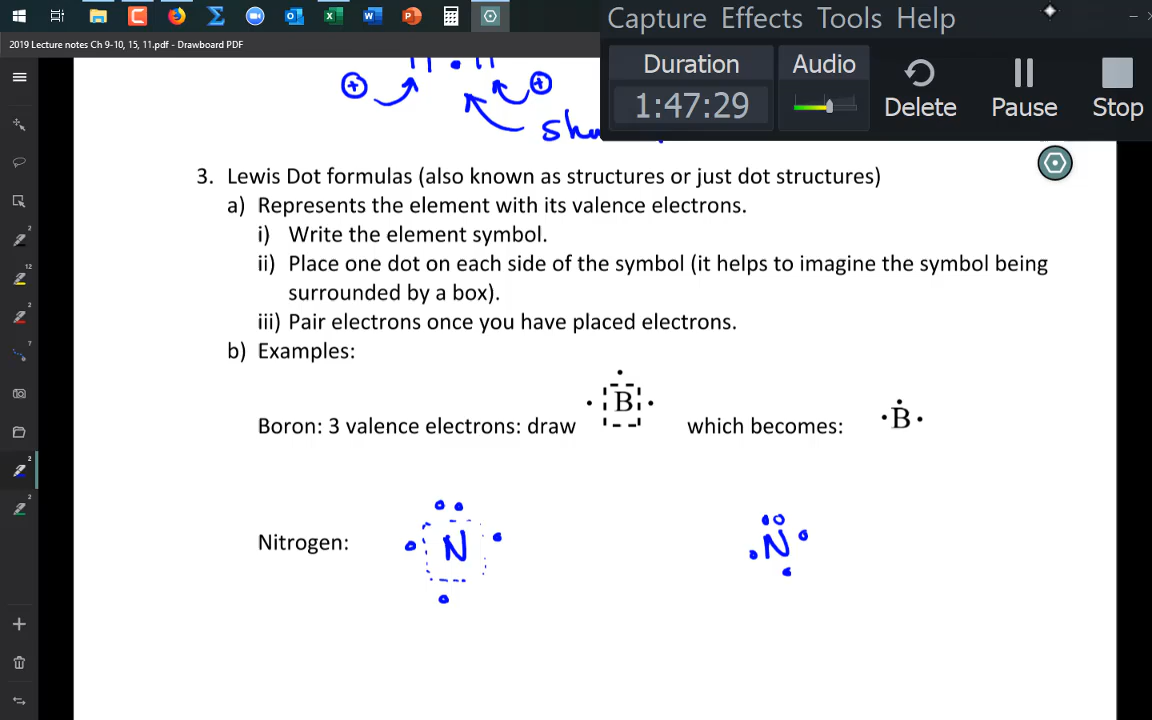 Capture Effects Tools Help
2019 Lecture notes Ch 9-10, 15, 11.pdf - Drawboard PDF
Duration Audio
1:47:29 Delete Pause Stop
+ +
3. Lewis Dot formulas (also known as structures or just dot structures)
a) Represents the element with its valence electrons.
i) Write the element symbol.
ii) Place one dot on each side of the symbol (it helps to imagine the symbol being
surrounded by a box).
iii) Pair electrons once you have placed electrons.
b) Examples:
Boron: 3 valence electrons: draw B which becomes: B
Nitrogen: N N